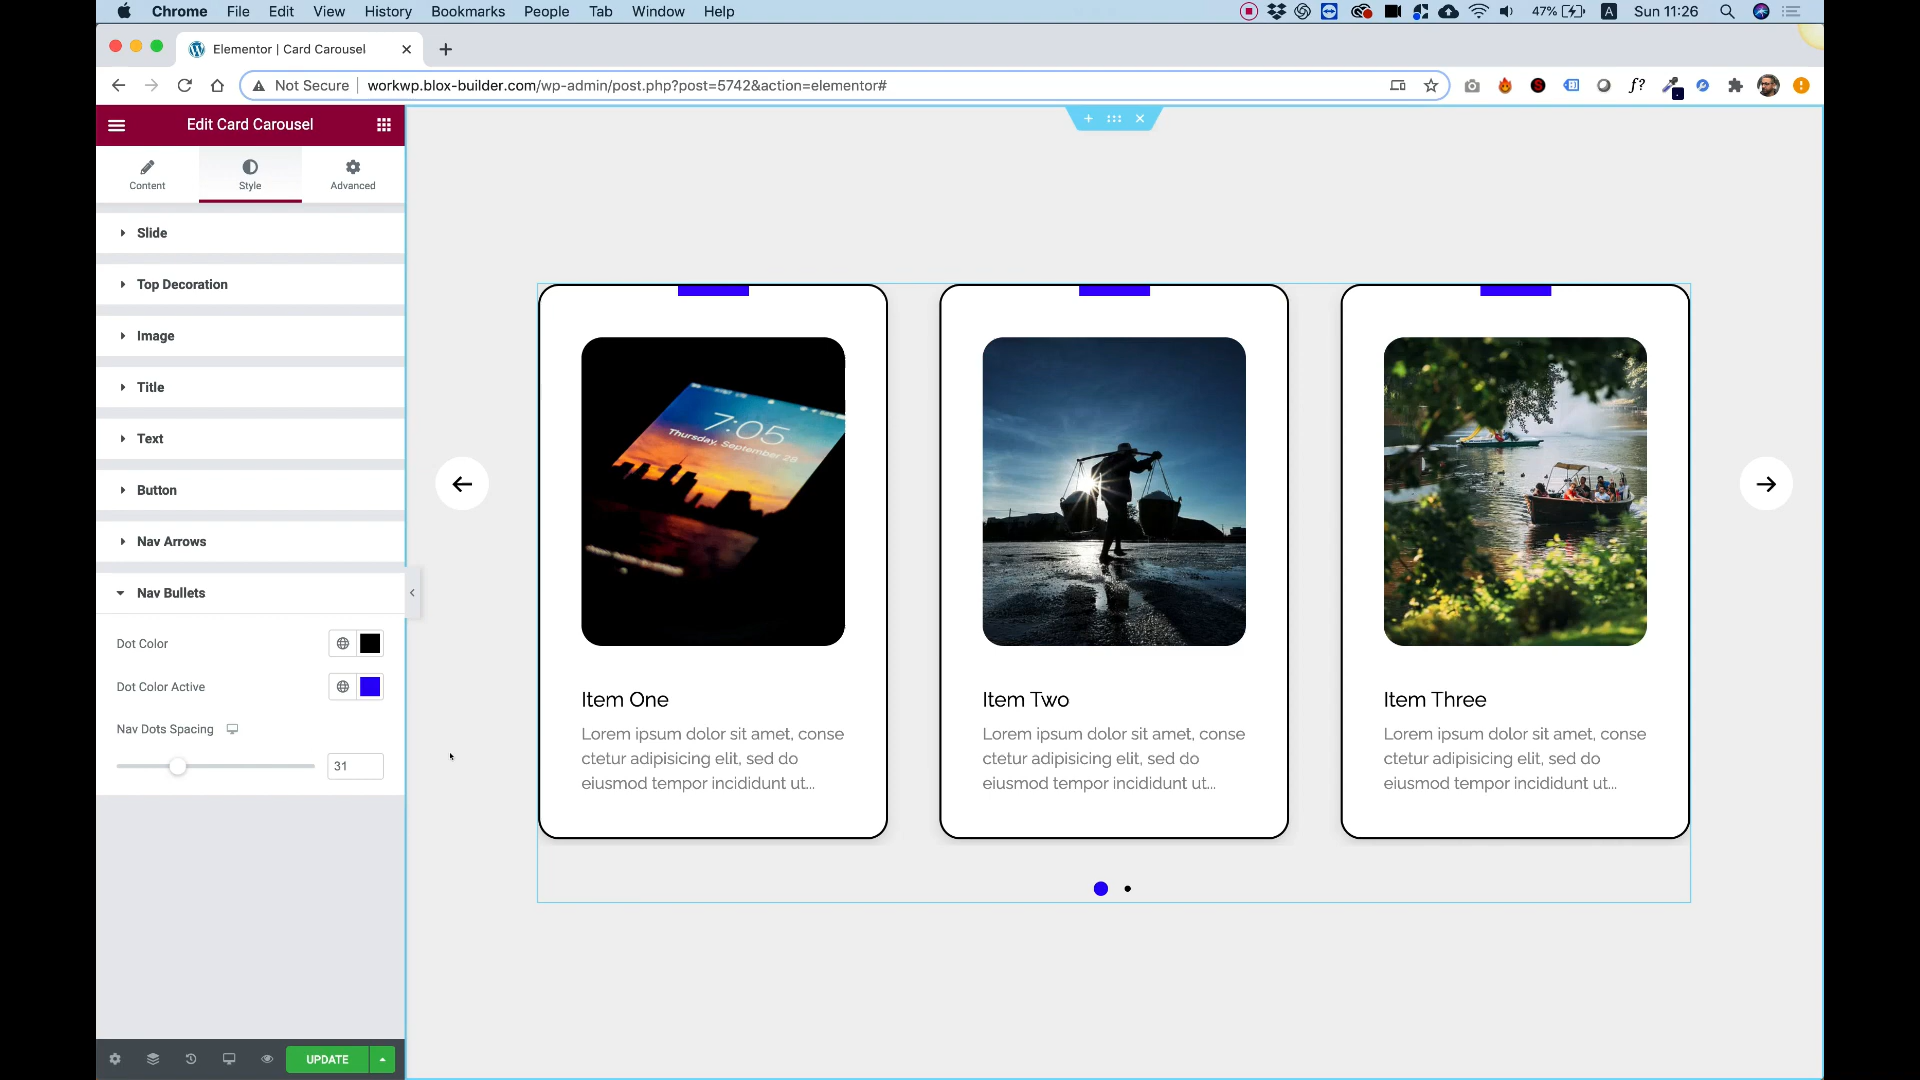 Chrome File Edit View History Bookmarks People Tab Window Help
47% A Sun 11:26
Elementor | Card Carousel
Not Secure workwp.blox-builder.com/wp-admin/post.php?post=5742&action=elementor#
f?
Edit Card Carousel
Content Style Advanced
Slide
Top Decoration
Image
Title
Text
Button
Nav Arrows
Nav Bullets
Dot Color
Dot Color Active
Nav Dots Spacing
31
UPDATE
7:05
Thursday, September 28
Item One
Lorem ipsum dolor sit amet, conse
ctetur adipisicing elit, sed do
eiusmod tempor incididunt ut...
Item Two
Lorem ipsum dolor sit amet, conse
ctetur adipisicing elit, sed do
eiusmod tempor incididunt ut...
Item Three
Lorem ipsum dolor sit amet, conse
ctetur adipisicing elit, sed do
eiusmod tempor incididunt ut...